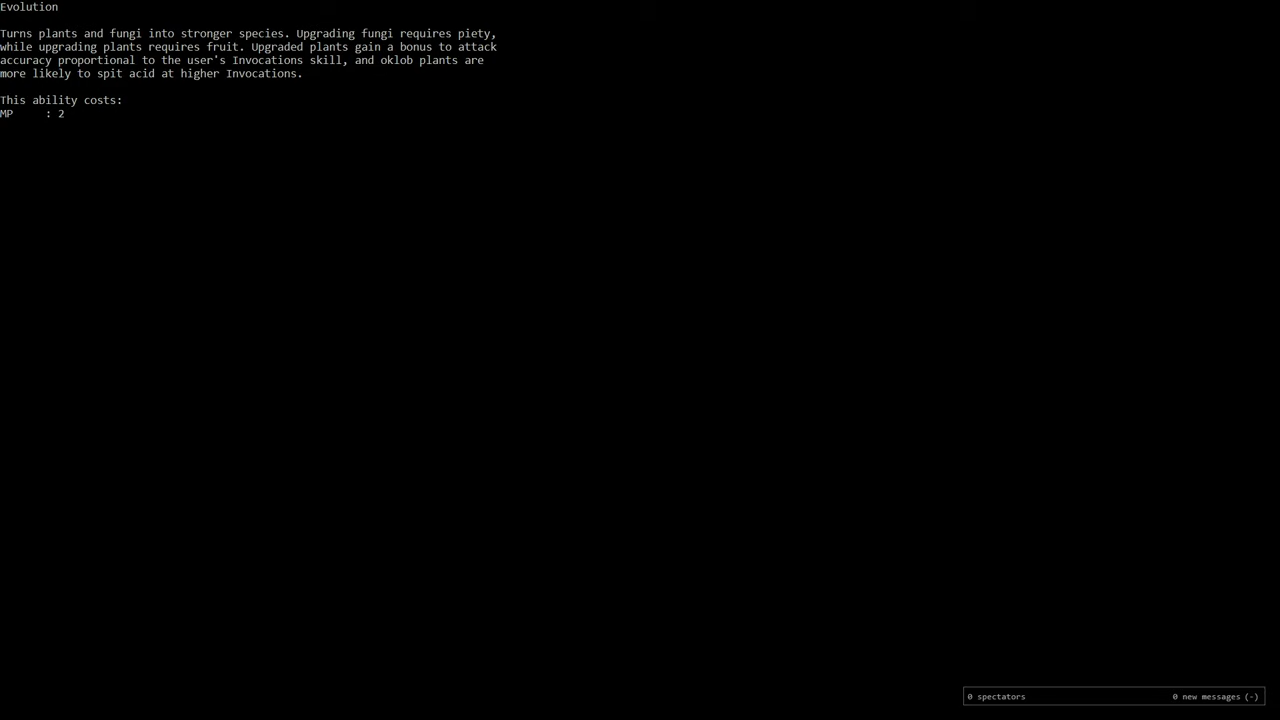 Evolution
Turns plants and fungi into stronger species. Upgrading fungi requires piety,
while upgrading plants requires fruit. Upgraded plants gain a bonus to attack
accuracy proportional to the user's Invocations skill, and oklob plants are
more likely to spit acid at higher Invocations.
This ability costs:
MP     : 2
0 spectators 0 new messages (-)